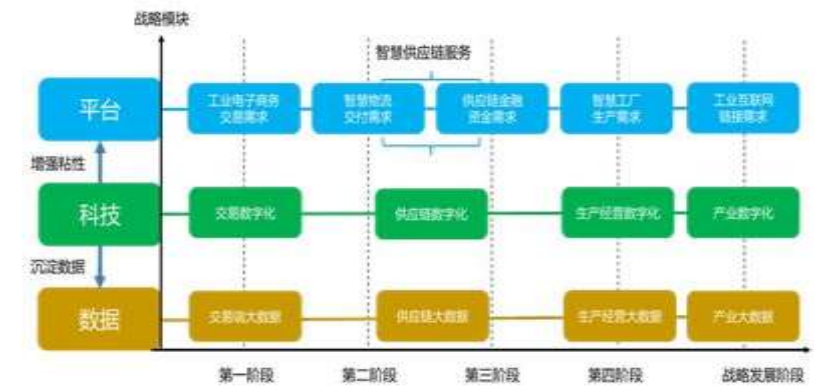 战略模块
智慧供应链服务
平台
工业电子商务
交易需求
智慧物流
交付需求
供应链金融
资金需求
智慧工厂
生产需求
工业互联网
链接需求
增强粘性
科技
交易数字化
供应链数字化
生产经营数字化
产业数字化
沉淀数据
数据
交易端大数据
供应链大数据
生产经营大数据
产业大数据
第一阶段
第二阶段
第三阶段
第四阶段
战略发展阶段